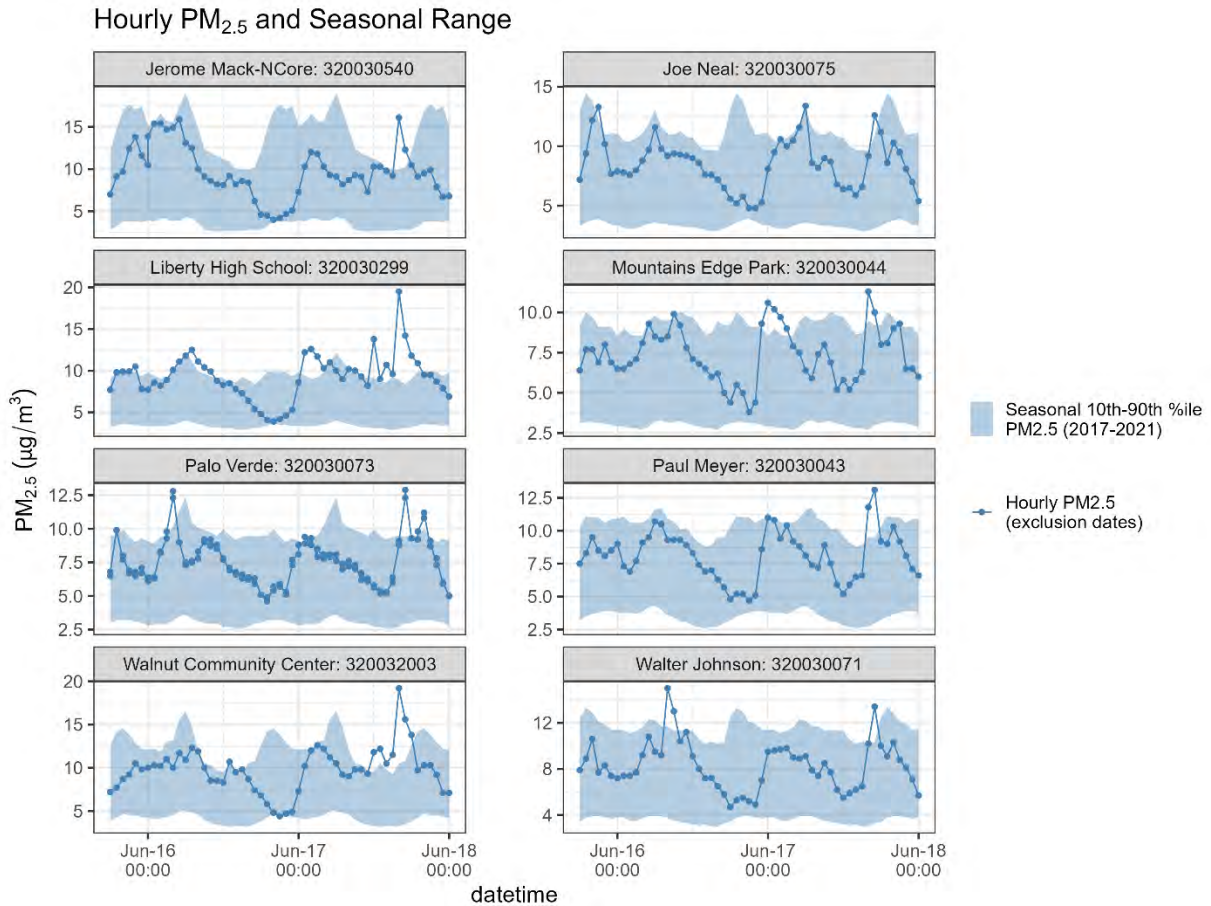 Hourly PM2.5 and Seasonal Range
Jerome Mack-NCore: 320030540
15
10
5
Joe Neal: 320030075
15
10
5
Liberty High School: 320030299
20
15
10
5
Mountains Edge Park: 320030044
10.0
7.5
5.0
2.5
Palo Verde: 320030073
12.5
10.0
7.5
5.0
2.5
Paul Meyer: 320030043
12.5
10.0
7.5
5.0
2.5
Walnut Community Center: 320032003
20
15
10
5
Walter Johnson: 320030071
12
8
4
PM2.5 (µg/m³)
Jun-16
00:00
Jun-17
00:00
Jun-18
00:00
Jun-16
00:00
Jun-17
00:00
Jun-18
00:00
datetime
Seasonal 10th-90th %ile
PM2.5 (2017-2021)
Hourly PM2.5
(exclusion dates)